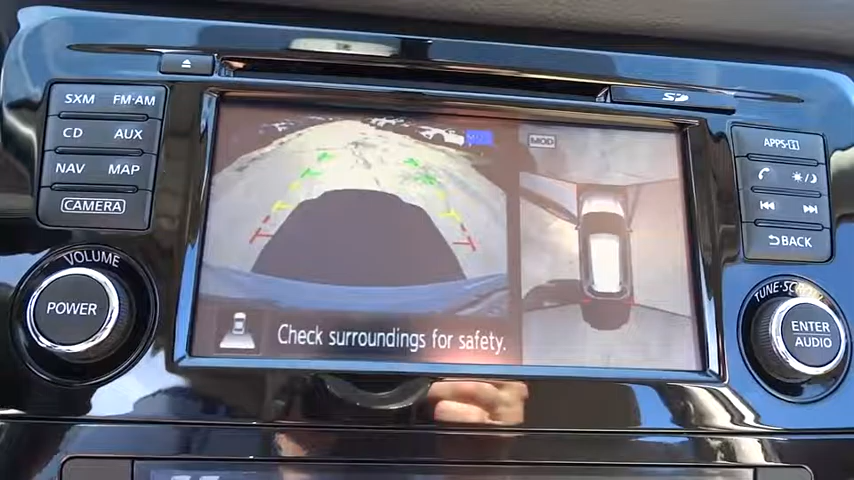 SXM FM·AM
CD AUX
NAV MAP
CAMERA
VOLUME
POWER
MOD
MOD
Check surroundings for safety.
SD
APPS·i
BACK
TUNE·SCROLL
ENTER
AUDIO